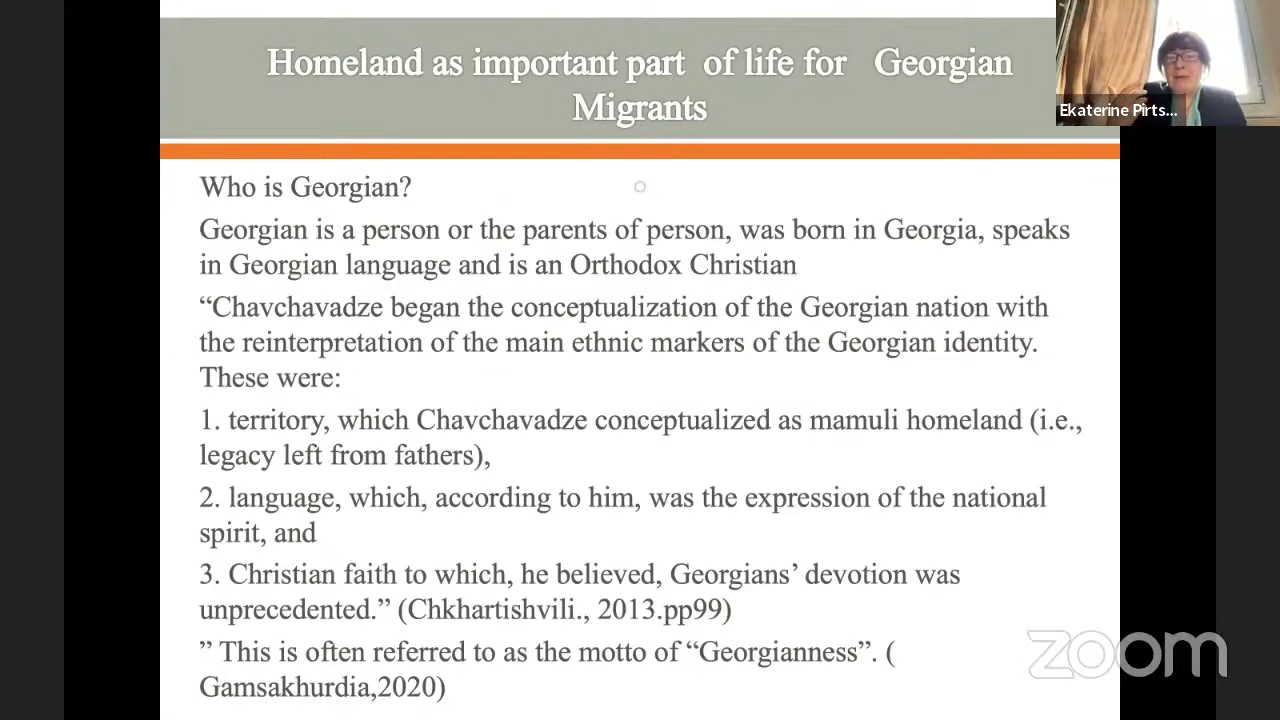 Homeland as important part of life for Georgian
Migrants
Ekaterine Pirts...
Who is Georgian?
Georgian is a person or the parents of person, was born in Georgia, speaks
in Georgian language and is an Orthodox Christian
“Chavchavadze began the conceptualization of the Georgian nation with
the reinterpretation of the main ethnic markers of the Georgian identity.
These were:
1. territory, which Chavchavadze conceptualized as mamuli homeland (i.e.,
legacy left from fathers),
2. language, which, according to him, was the expression of the national
spirit, and
3. Christian faith to which, he believed, Georgians’ devotion was
unprecedented.” (Chkhartishvili., 2013.pp99)
” This is often referred to as the motto of “Georgianness”. (
Gamsakhurdia,2020)
zoom